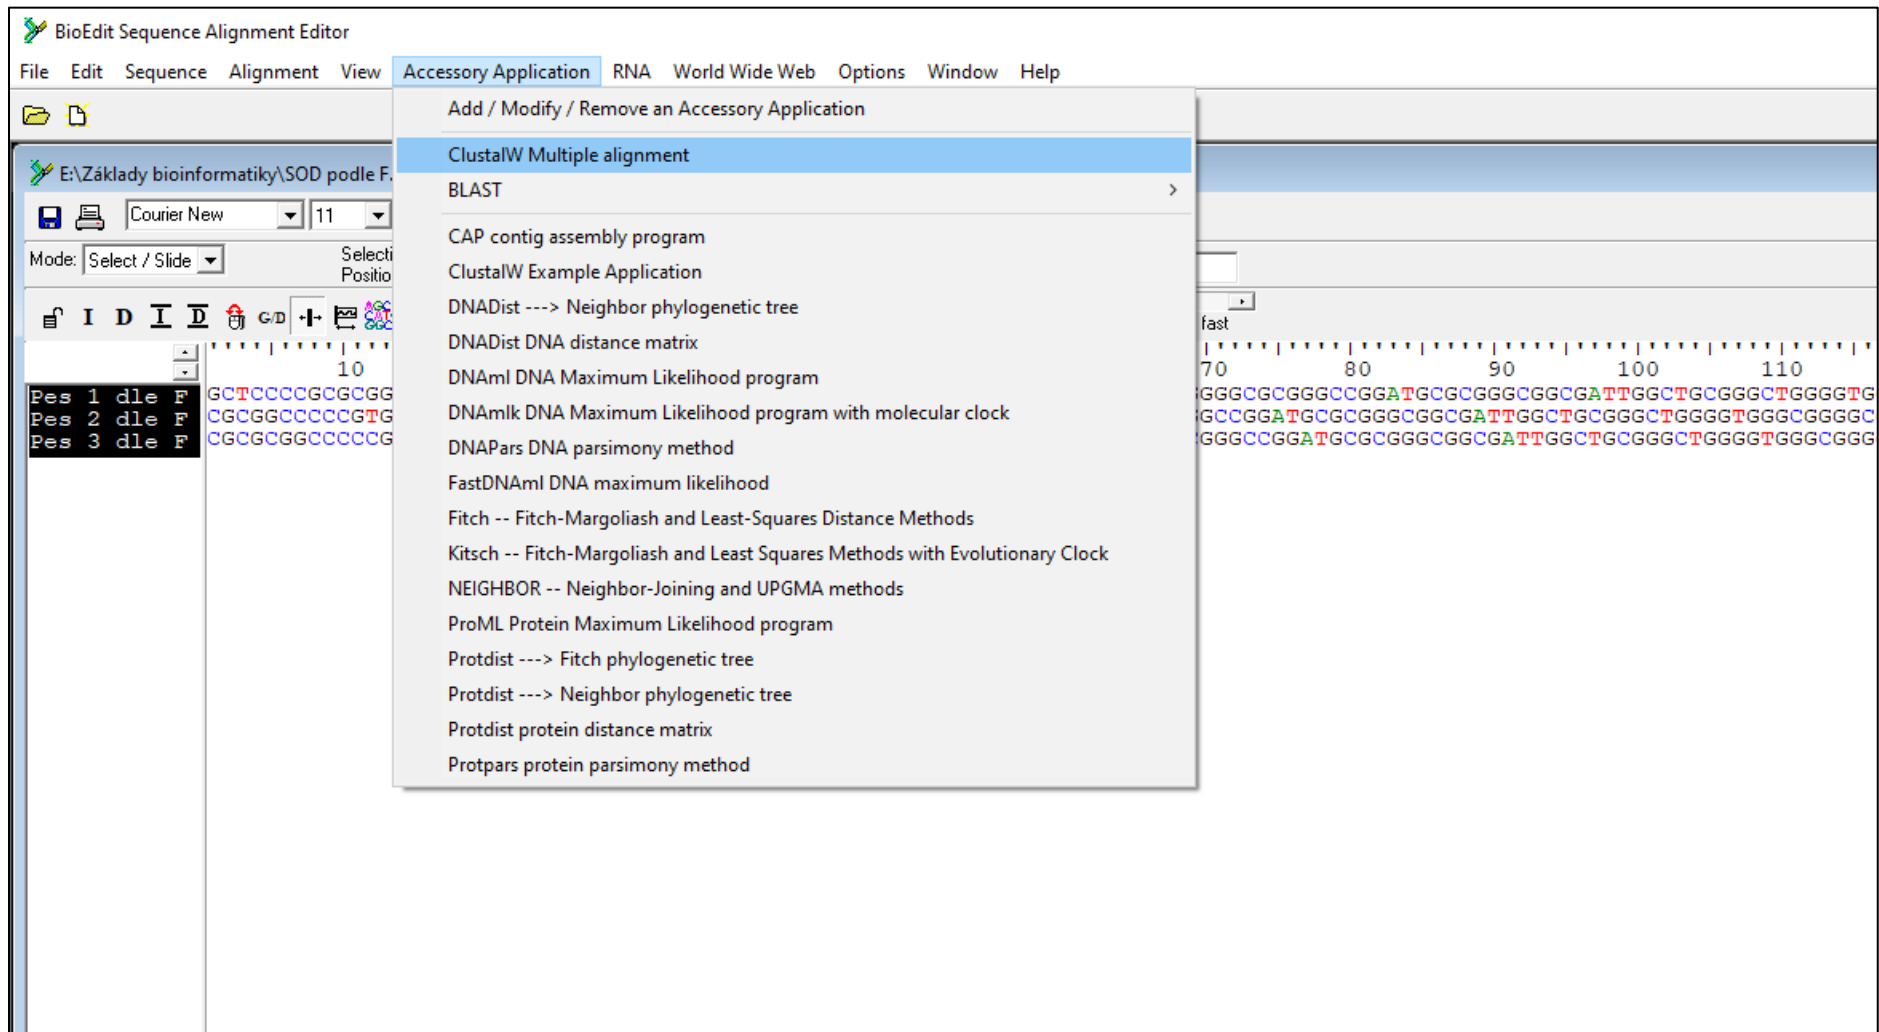 BioEdit Sequence Alignment Editor
File Edit Sequence Alignment View Accessory Application RNA World Wide Web Options Window Help
Add / Modify / Remove an Accessory Application
ClustalW Multiple alignment
E:\Základy bioinformatiky\SOD podle F.
BLAST
Courier New 11
CAP contig assembly program
Mode: Select / Slide
Selecti
Positio
ClustalW Example Application
DNADist ---> Neighbor phylogenetic tree
I D I D G/D
fast
DNADist DNA distance matrix
10 70 80 90 100 110
DNAml DNA Maximum Likelihood program
Pes 1 dle F GCTCCCCGCGCGG GGGCGCGGGCCGGATGCGCGGGCGGCGATTGGCTGCGGGCTGGGGTG
DNAmlk DNA Maximum Likelihood program with molecular clock
Pes 2 dle F CGCGGCCCCCGTG GCCGGATGCGCGGGCGGCGATTGGCTGCGGGCTGGGGTGGGCGGGGC
Pes 3 dle F CGCGCGGCCCCCG GGGCCGGATGCGCGGGCGGCGATTGGCTGCGGGCTGGGGTGGGCGGG
DNAPars DNA parsimony method
FastDNAml DNA maximum likelihood
Fitch -- Fitch-Margoliash and Least-Squares Distance Methods
Kitsch -- Fitch-Margoliash and Least Squares Methods with Evolutionary Clock
NEIGHBOR -- Neighbor-Joining and UPGMA methods
ProML Protein Maximum Likelihood program
Protdist ---> Fitch phylogenetic tree
Protdist ---> Neighbor phylogenetic tree
Protdist protein distance matrix
Protpars protein parsimony method